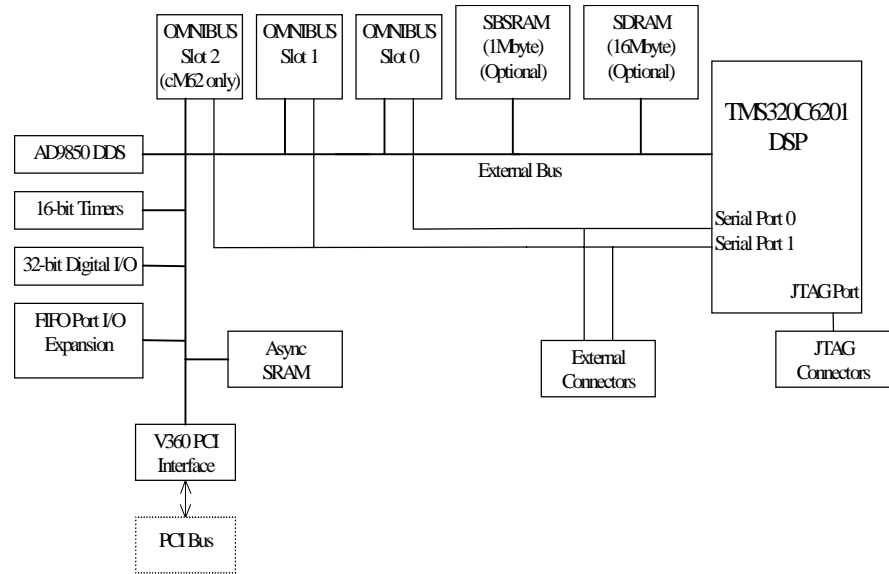 OMNIBUS
Slot 2
(cM62 only)
OMNIBUS
Slot 1
OMNIBUS
Slot 0
SBSRAM
(1Mbyte)
(Optional)
SDRAM
(16Mbyte)
(Optional)
TMS320C6201
DSP
AD9850 DDS
External Bus
16-bit Timers
Serial Port 0
Serial Port 1
32-bit Digital I/O
JTAG Port
FIFO Port I/O
Expansion
Async
SRAM
External
Connectors
JTAG
Connectors
V360 PCI
Interface
PCI Bus